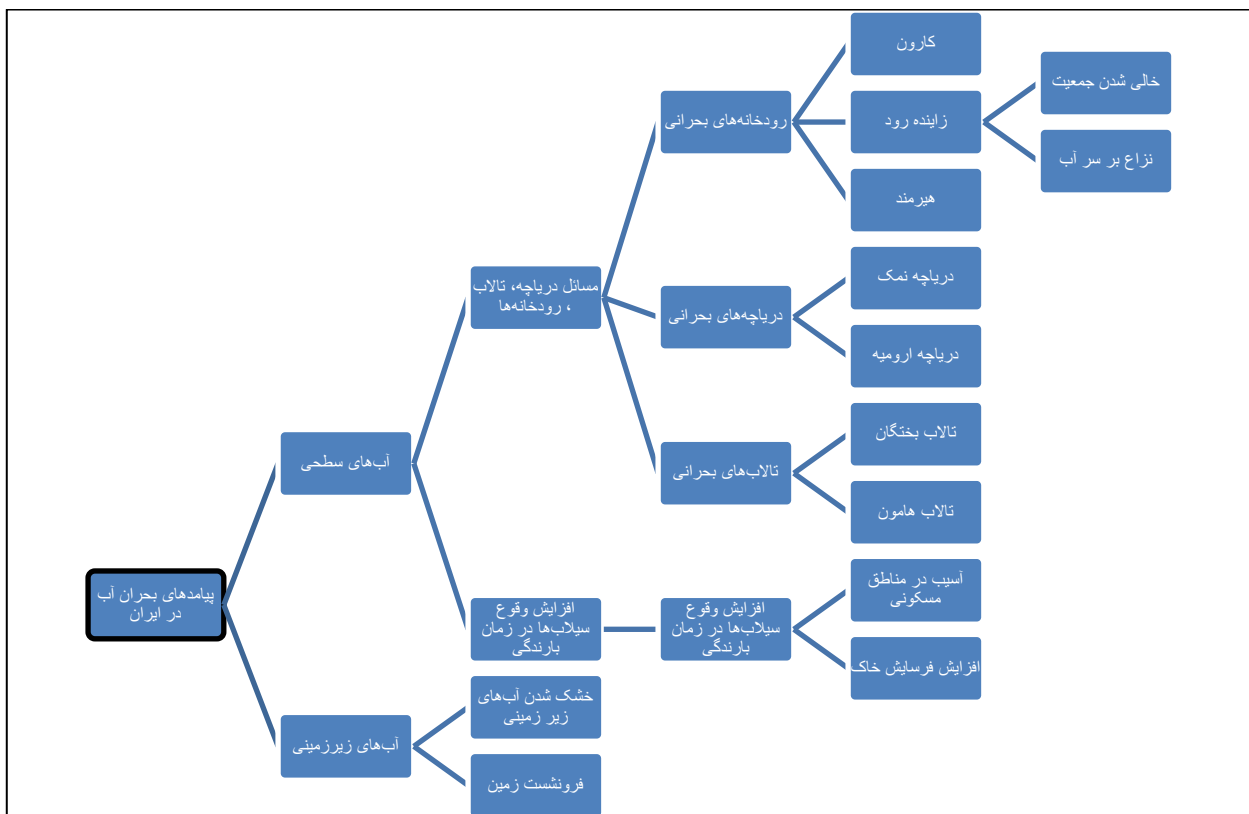 پیامدهای بحران آب
در ایران
آب‌های سطحی
مسائل دریاچه، تالاب
، رودخانه‌ها
رودخانه‌های بحرانی
کارون
زاینده رود
خالی شدن جمعیت
نزاع بر سر آب
هیرمند
دریاچه‌های بحرانی
دریاچه نمک
دریاچه ارومیه
تالاب‌های بحرانی
تالاب بختگان
تالاب هامون
افزایش وقوع
سیلاب‌ها در زمان
بارندگی
افزایش وقوع
سیلاب‌ها در زمان
بارندگی
آسیب در مناطق
مسکونی
افزایش فرسایش خاک
آب‌های زیرزمینی
خشک شدن آب‌های
زیر زمینی
فرونشست زمین